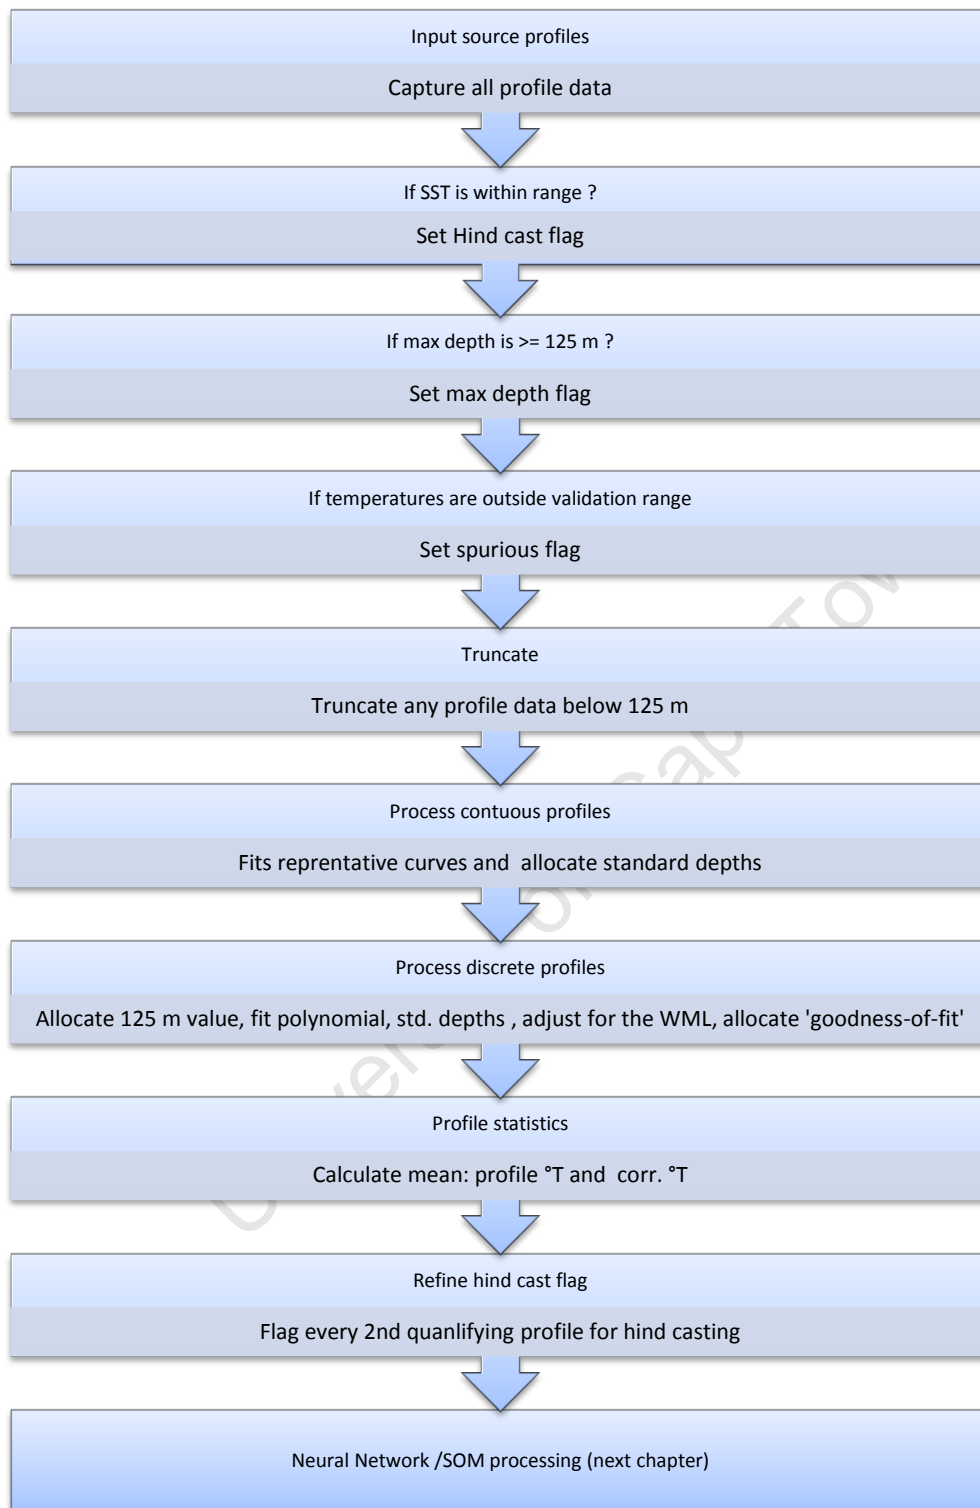 Input source profiles
Capture all profile data
If SST is within range ?
Set Hind cast flag
If max depth is >= 125 m ?
Set max depth flag
If temperatures are outside validation range
Set spurious flag
Truncate
Truncate any profile data below 125 m
Process contuous profiles
Fits reprentative curves and allocate standard depths
Process discrete profiles
Allocate 125 m value, fit polynomial, std. depths , adjust for the WML, allocate 'goodness-of-fit'
Profile statistics
Calculate mean: profile °T and corr. °T
Refine hind cast flag
Flag every 2nd quanlifying profile for hind casting
Neural Network /SOM processing (next chapter)